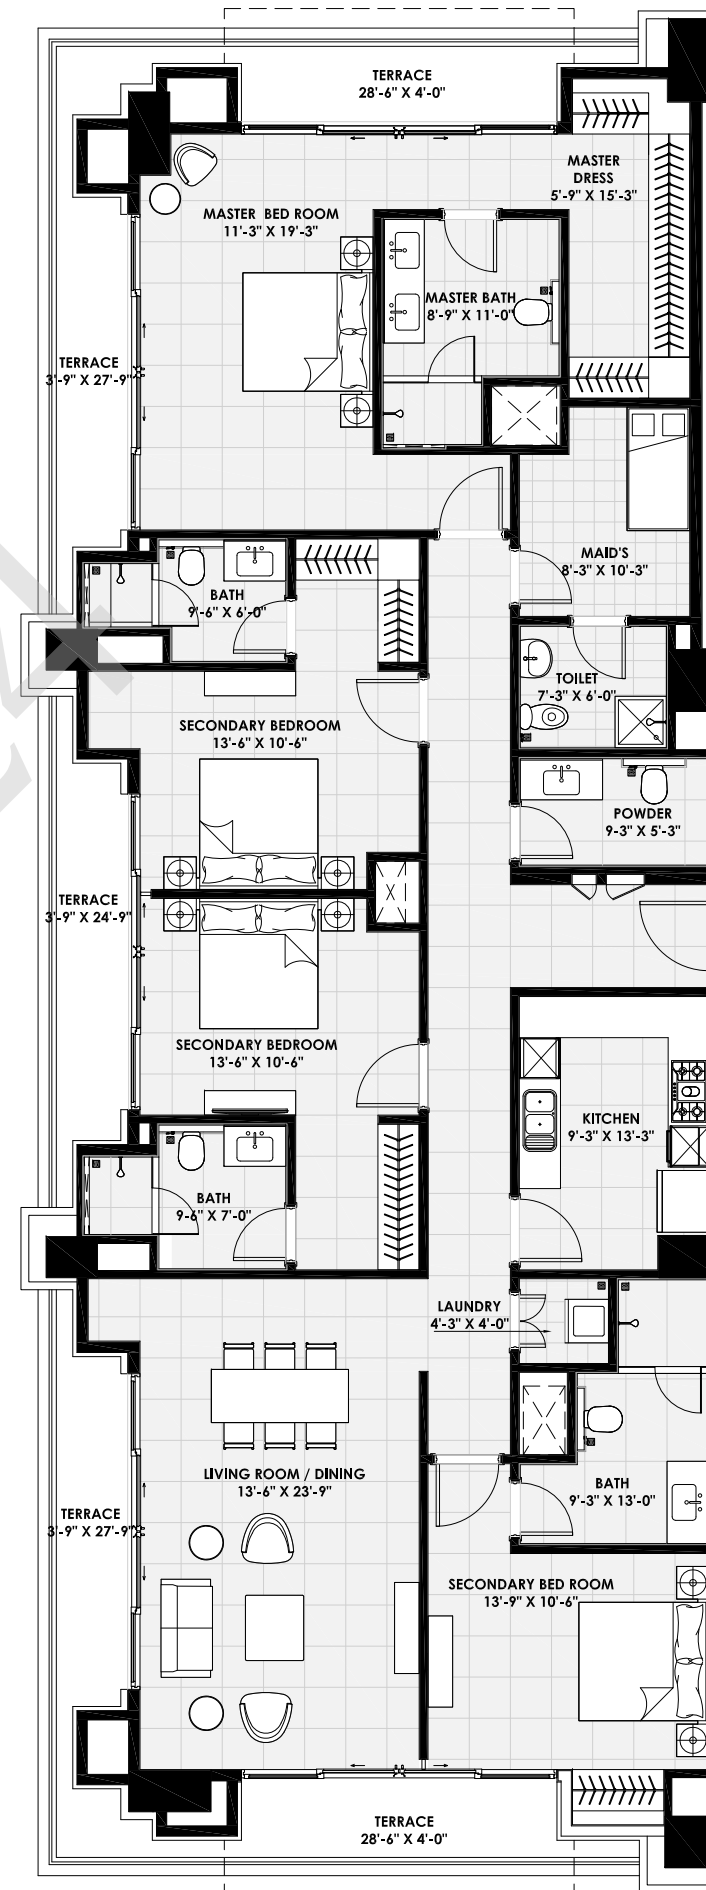 TERRACE
28'-6" X 4'-0"
MASTER
DRESS
5'-9" X 15'-3"
MASTER BED ROOM
11'-3" X 19'-3"
MASTER BATH
8'-9" X 11'-0"
TERRACE
3'-9" X 27'-9"
MAID'S
8'-3" X 10'-3"
BATH
9'-6" X 6'-0"
TOILET
7'-3" X 6'-0"
SECONDARY BEDROOM
13'-6" X 10'-6"
POWDER
9-3" X 5'-3"
TERRACE
3'-9" X 24'-9"
SECONDARY BEDROOM
13'-6" X 10'-6"
KITCHEN
9'-3" X 13'-3"
BATH
9-6" X 7'-0"
LAUNDRY
4'-3" X 4'-0"
LIVING ROOM / DINING
13'-6" X 23'-9"
BATH
9'-3" X 13'-0"
TERRACE
3'-9" X 27'-9"
SECONDARY BED ROOM
13'-9" X 10'-6"
TERRACE
28'-6" X 4'-0"